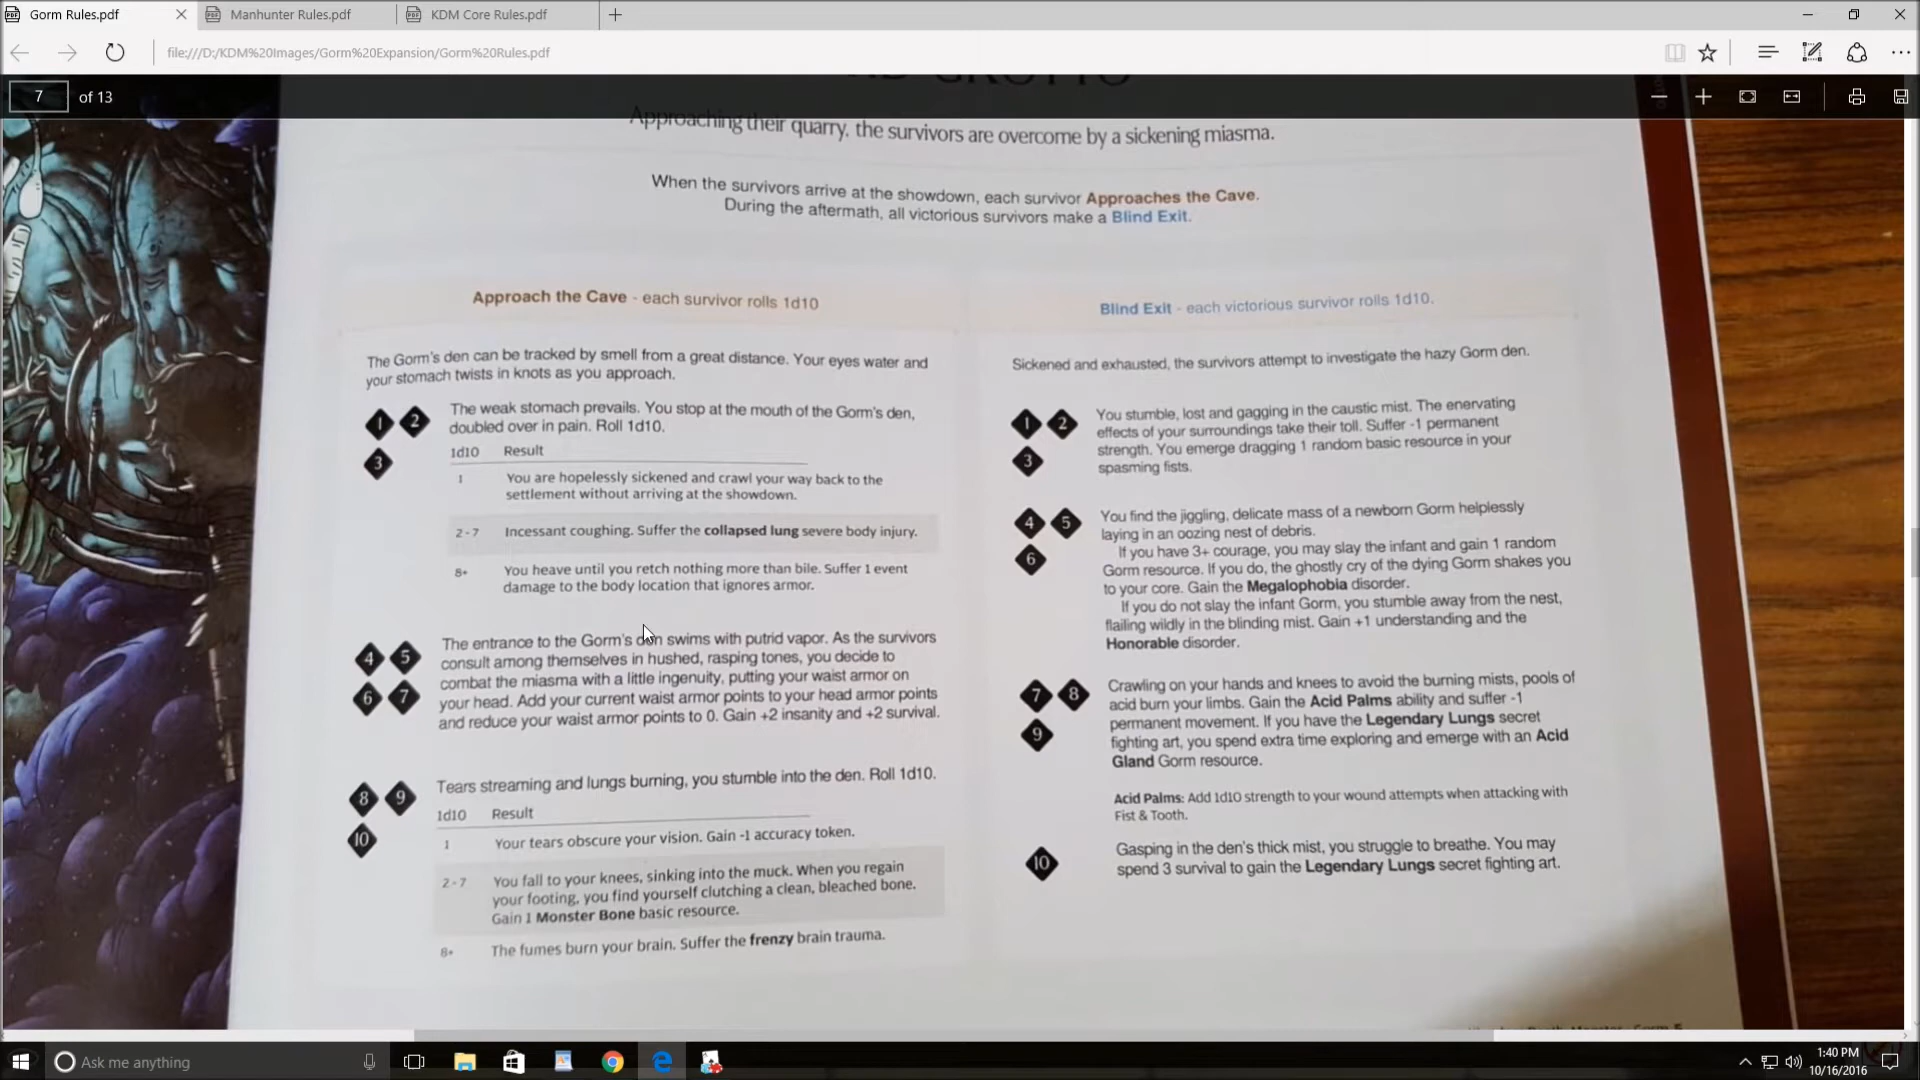 Gorm Rules.pdf
Manhunter Rules.pdf
KDM Core Rules.pdf
file:///D:/KDM%20Images/Gorm%20Expansion/Gorm%20Rules.pdf
7 of 13
Approaching their quarry, the survivors are overcome by a sickening miasma.
When the survivors arrive at the showdown, each survivor Approaches the Cave.
During the aftermath, all victorious survivors make a Blind Exit.
Approach the Cave - each survivor rolls 1d10
The Gorm's den can be tracked by smell from a great distance. Your eyes water and
your stomach twists in knots as you approach.
1 2
3
The weak stomach prevails. You stop at the mouth of the Gorm's den,
doubled over in pain. Roll 1d10.
1d10 Result
1 You are hopelessly sickened and crawl your way back to the
settlement without arriving at the showdown.
2 - 7 Incessant coughing. Suffer the collapsed lung severe body injury.
8+ You heave until you retch nothing more than bile. Suffer 1 event
damage to the body location that ignores armor.
4 5
6 7
The entrance to the Gorm's den swims with putrid vapor. As the survivors
consult among themselves in hushed, rasping tones, you decide to
combat the miasma with a little ingenuity, putting your waist armor on
your head. Add your current waist armor points to your head armor points
and reduce your waist armor points to 0. Gain +2 insanity and +2 survival.
8 9
10
Tears streaming and lungs burning, you stumble into the den. Roll 1d10.
1d10 Result
1 Your tears obscure your vision. Gain -1 accuracy token.
2 - 7 You fall to your knees, sinking into the muck. When you regain
your footing, you find yourself clutching a clean, bleached bone.
Gain 1 Monster Bone basic resource.
8+ The fumes burn your brain. Suffer the frenzy brain trauma.
Blind Exit - each victorious survivor rolls 1d10.
Sickened and exhausted, the survivors attempt to investigate the hazy Gorm den.
1 2
3
You stumble, lost and gagging in the caustic mist. The enervating
effects of your surroundings take their toll. Suffer -1 permanent
strength. You emerge dragging 1 random basic resource in your
spasming fists.
4 5
6
You find the jiggling, delicate mass of a newborn Gorm helplessly
laying in an oozing nest of debris.
If you have 3+ courage, you may slay the infant and gain 1 random
Gorm resource. If you do, the ghostly cry of the dying Gorm shakes you
to your core. Gain the Megalophobia disorder.
If you do not slay the infant Gorm, you stumble away from the nest,
flailing wildly in the blinding mist. Gain +1 understanding and the
Honorable disorder.
7 8
9
Crawling on your hands and knees to avoid the burning mists, pools of
acid burn your limbs. Gain the Acid Palms ability and suffer -1
permanent movement. If you have the Legendary Lungs secret
fighting art, you spend extra time exploring and emerge with an Acid
Gland Gorm resource.
Acid Palms: Add 1d10 strength to your wound attempts when attacking with
Fist & Tooth.
10
Gasping in the den's thick mist, you struggle to breathe. You may
spend 3 survival to gain the Legendary Lungs secret fighting art.
Ask me anything
1:40 PM
10/16/2016